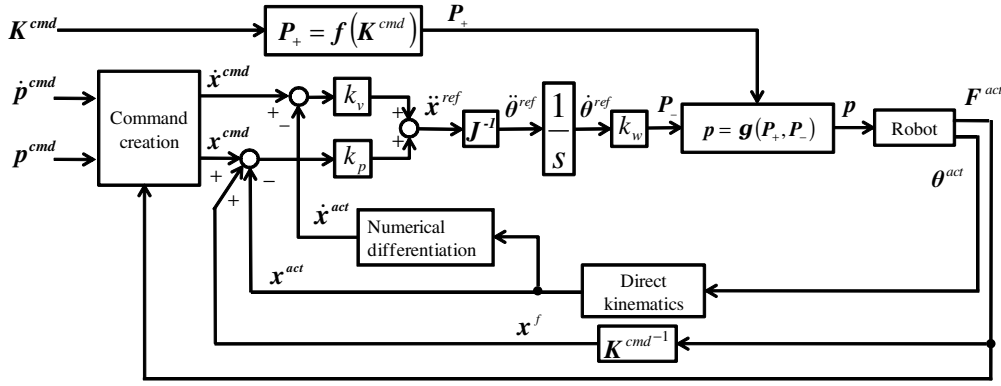 K^cmd
P₊ = f(K^cmd)
P₊
ṗ^cmd
p^cmd
Command
creation
ẋ^cmd
x^cmd
+
−
+
+
−
k_v
k_p
+
+
ẍ^ref
J^-1
θ̈^ref
1
s
θ̇^ref
k_w
P₋
p = g(P₊, P₋)
p
Robot
F^act
θ^act
ẋ^act
Numerical
differentiation
x^act
Direct
kinematics
x^f
K^cmd−1